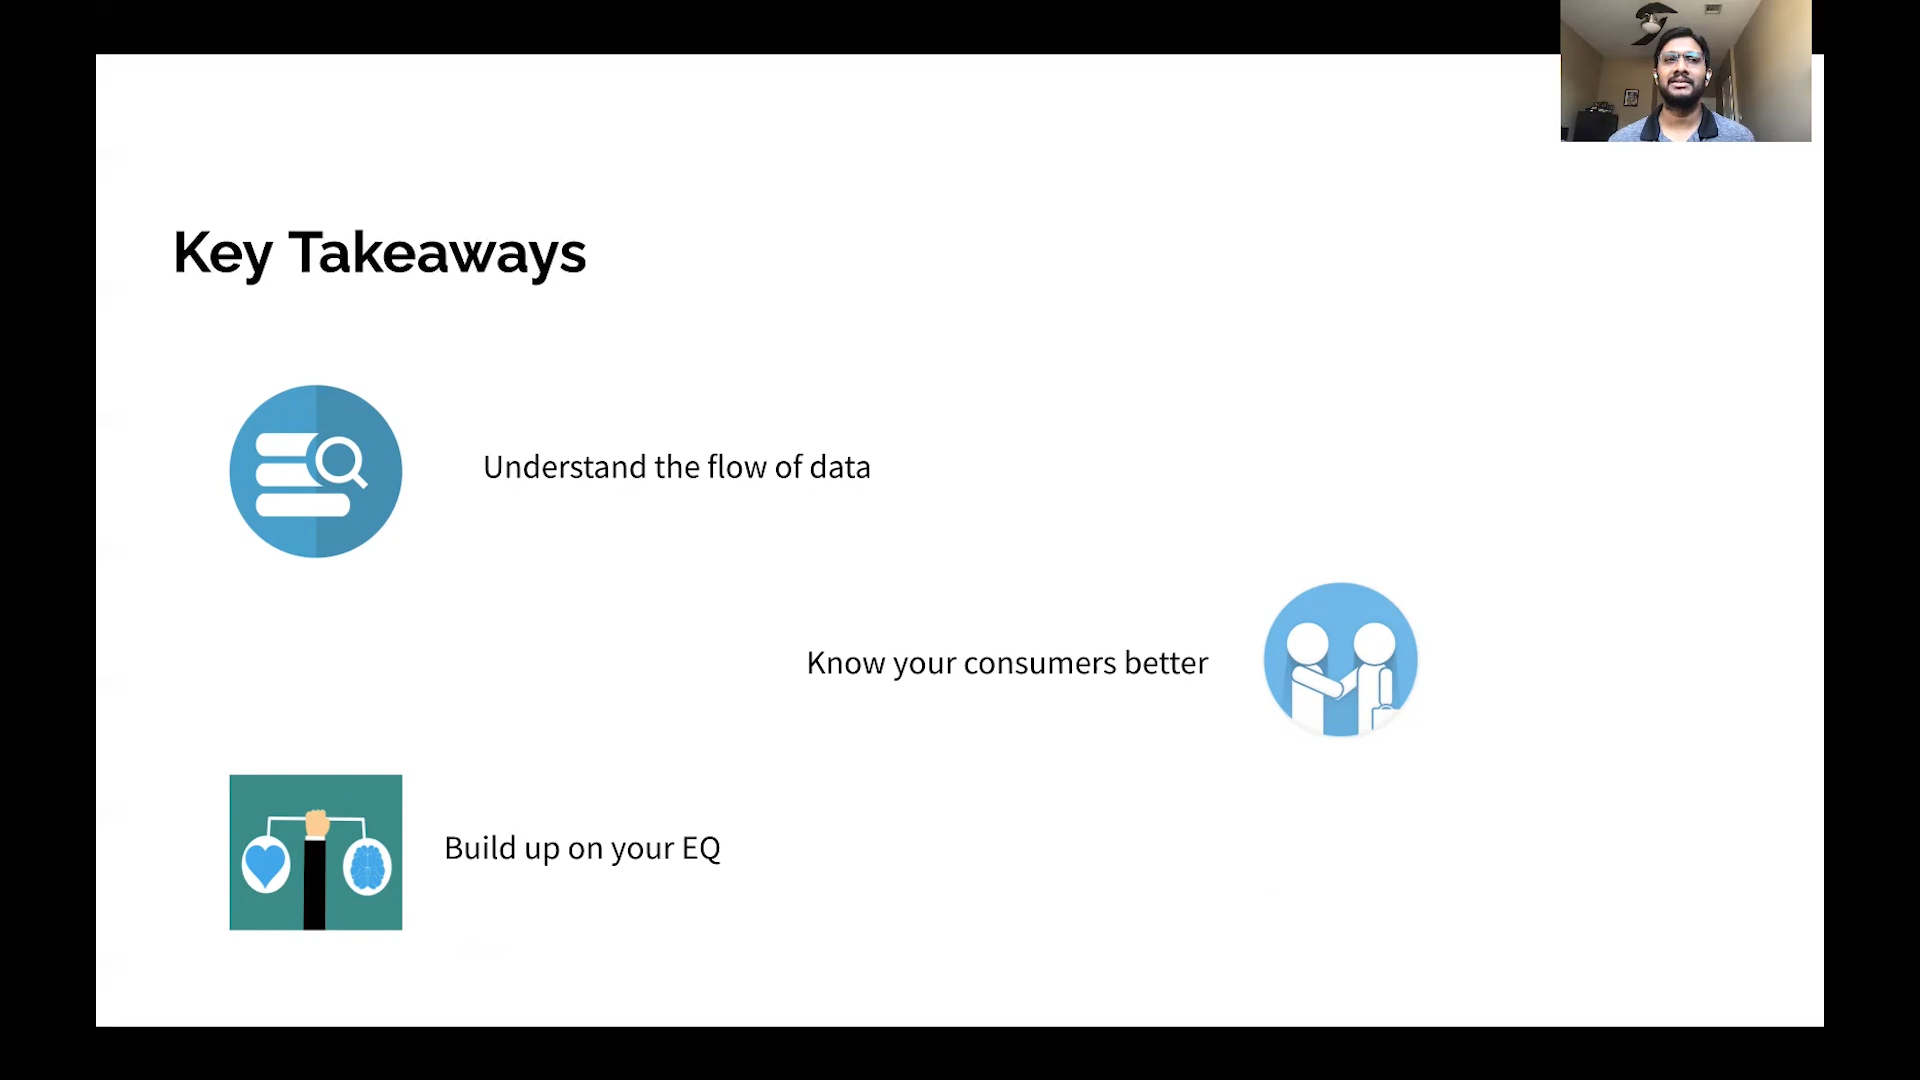 Key Takeaways
Understand the flow of data
Know your consumers better
Build up on your EQ